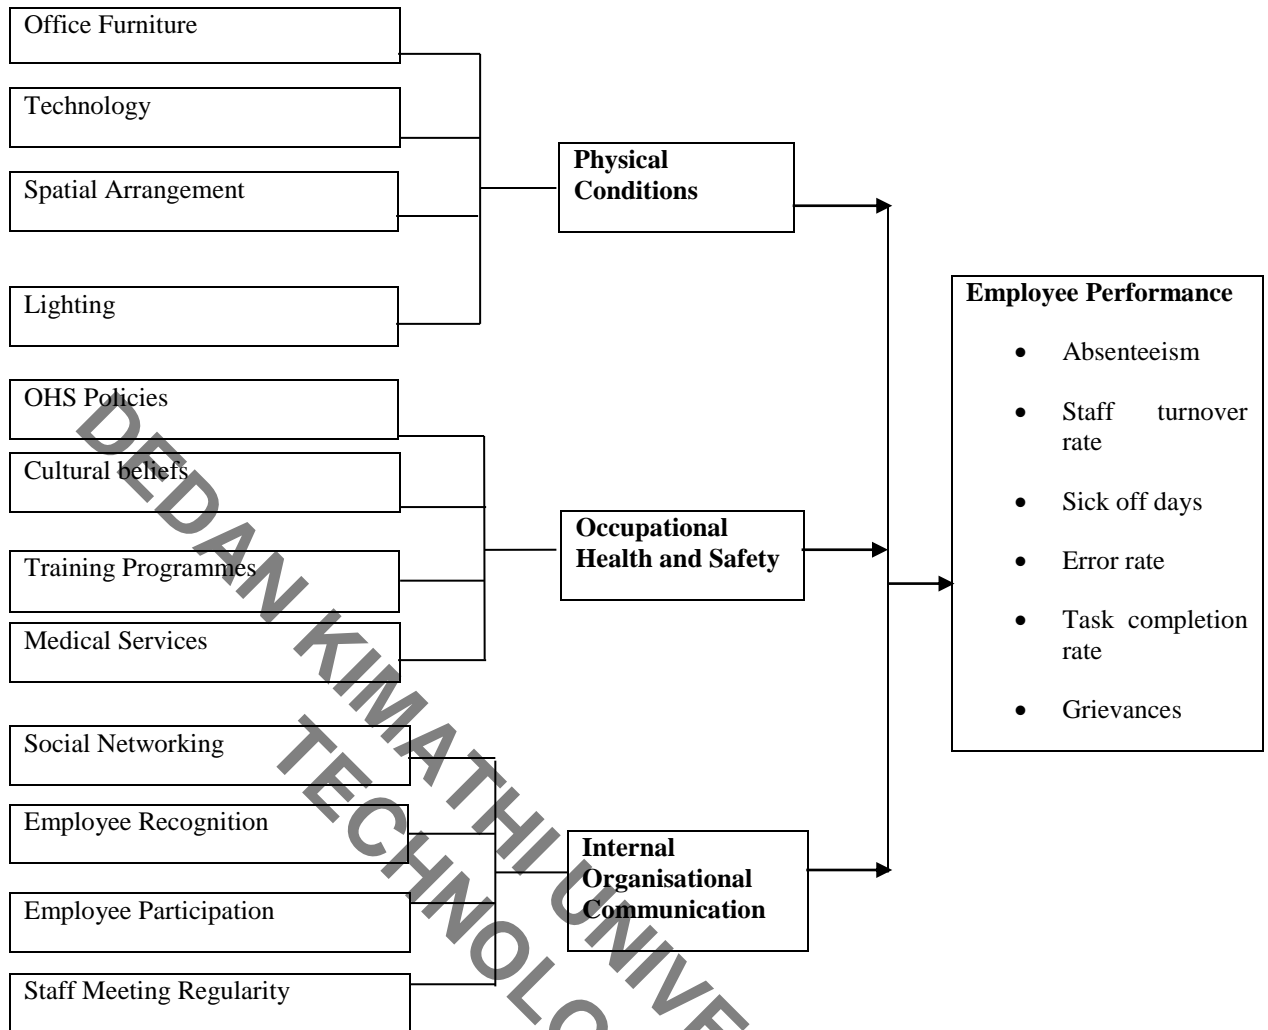 Office Furniture
Technology
Spatial Arrangement
Lighting
OHS Policies
Cultural beliefs
Training Programmes
Medical Services
Social Networking
Employee Recognition
Employee Participation
Staff Meeting Regularity
Physical
Conditions
Occupational
Health and Safety
Internal
Organisational
Communication
Employee Performance
• Absenteeism
• Staff turnover
rate
• Sick off days
• Error rate
• Task completion
rate
• Grievances
DEDAN KIMATHI UNIVE
TECHNOLO